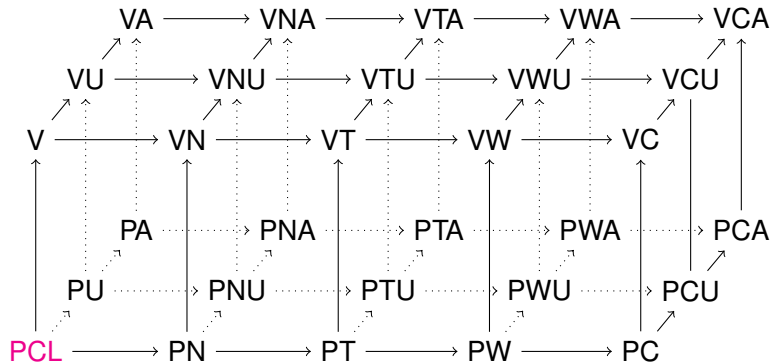 VA VNA VTA VWA VCA
VU VNU VTU VWU VCU
V VN VT VW VC
PA PNA PTA PWA PCA
PU PNU PTU PWU PCU
PCL PN PT PW PC